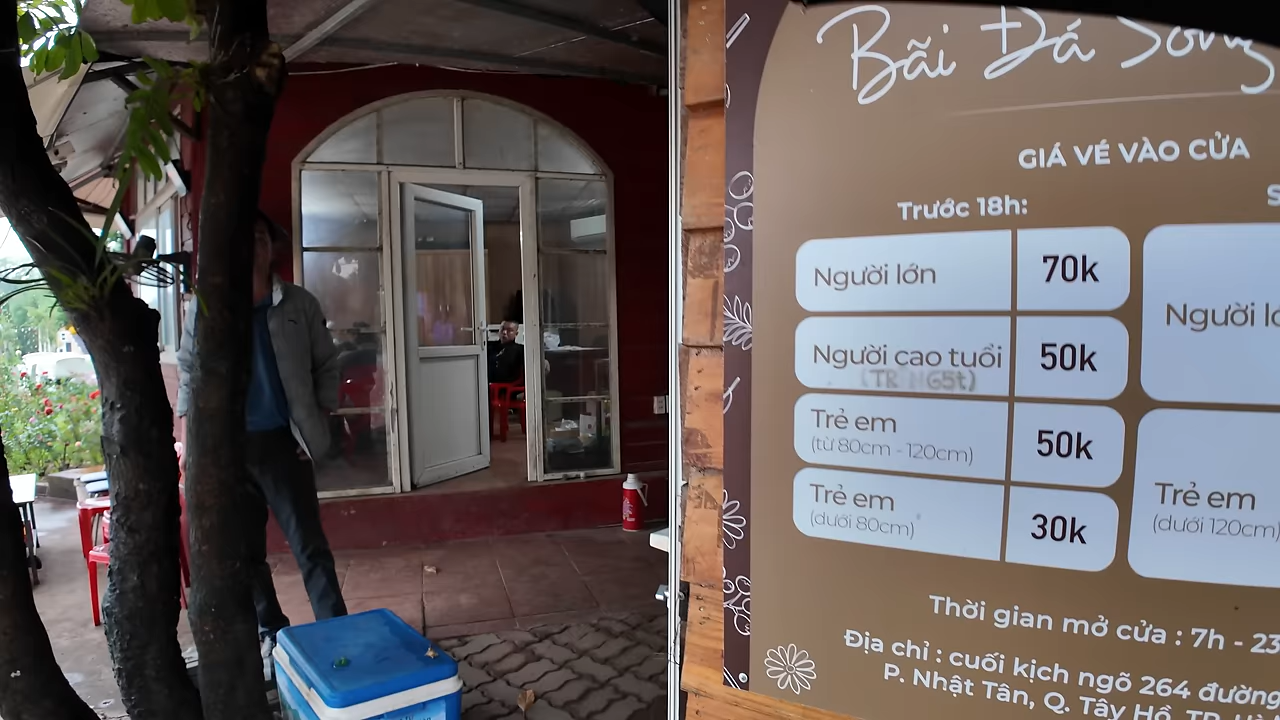 Bãi Đá Sông
GIÁ VÉ VÀO CỬA
Trước 18h:
Người lớn 70k
Người cao tuổi 50k
(TRÊN 65t)
Trẻ em 50k
(từ 80cm - 120cm)
Trẻ em 30k
(dưới 80cm)
Người
Trẻ em
(dưới 120cm)
Thời gian mở cửa : 7h - 23
Địa chỉ : cuối kịch ngõ 264 đường
P. Nhật Tân, Q. Tây Hồ,